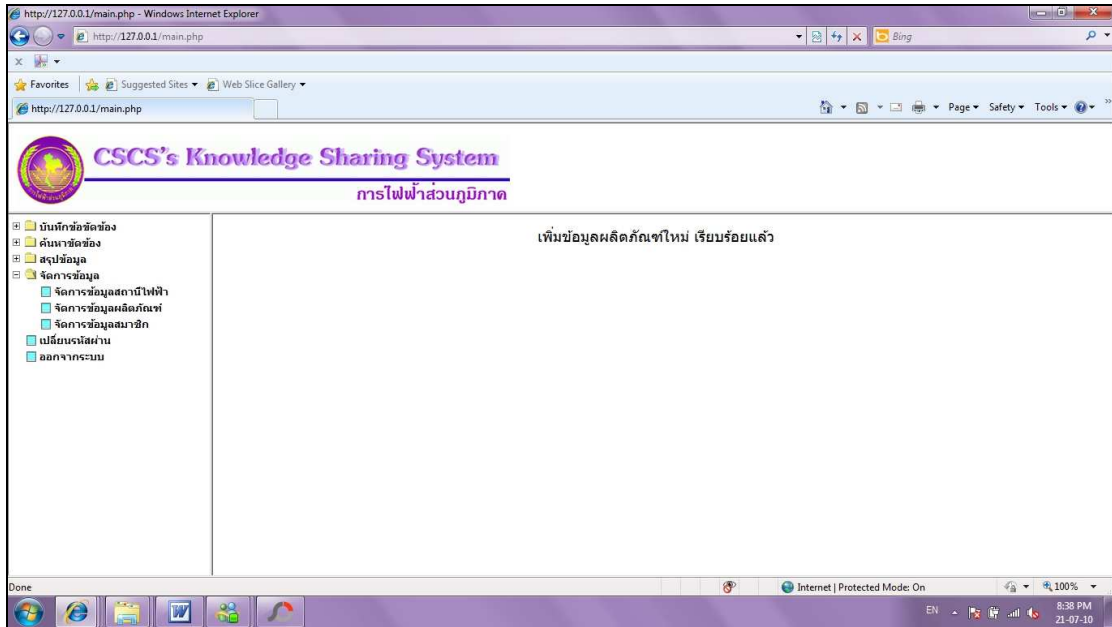 http://127.0.0.1/main.php - Windows Internet Explorer
http://127.0.0.1/main.php
Bing
Favorites Suggested Sites Web Slice Gallery
http://127.0.0.1/main.php
Page Safety Tools
CSCS's Knowledge Sharing System
การไฟฟ้าส่วนภูมิภาค
บันทึกข้อขัดข้อง
ค้นหาขัดข้อง
สรุปข้อมูล
จัดการข้อมูล
จัดการข้อมูลสถานีไฟฟ้า
จัดการข้อมูลผลิตภัณฑ์
จัดการข้อมูลสมาชิก
เปลี่ยนรหัสผ่าน
ออกจากระบบ
เพิ่มข้อมูลผลิตภัณฑ์ใหม่ เรียบร้อยแล้ว
Done
Internet | Protected Mode: On
100%
EN
8:38 PM
21-07-10